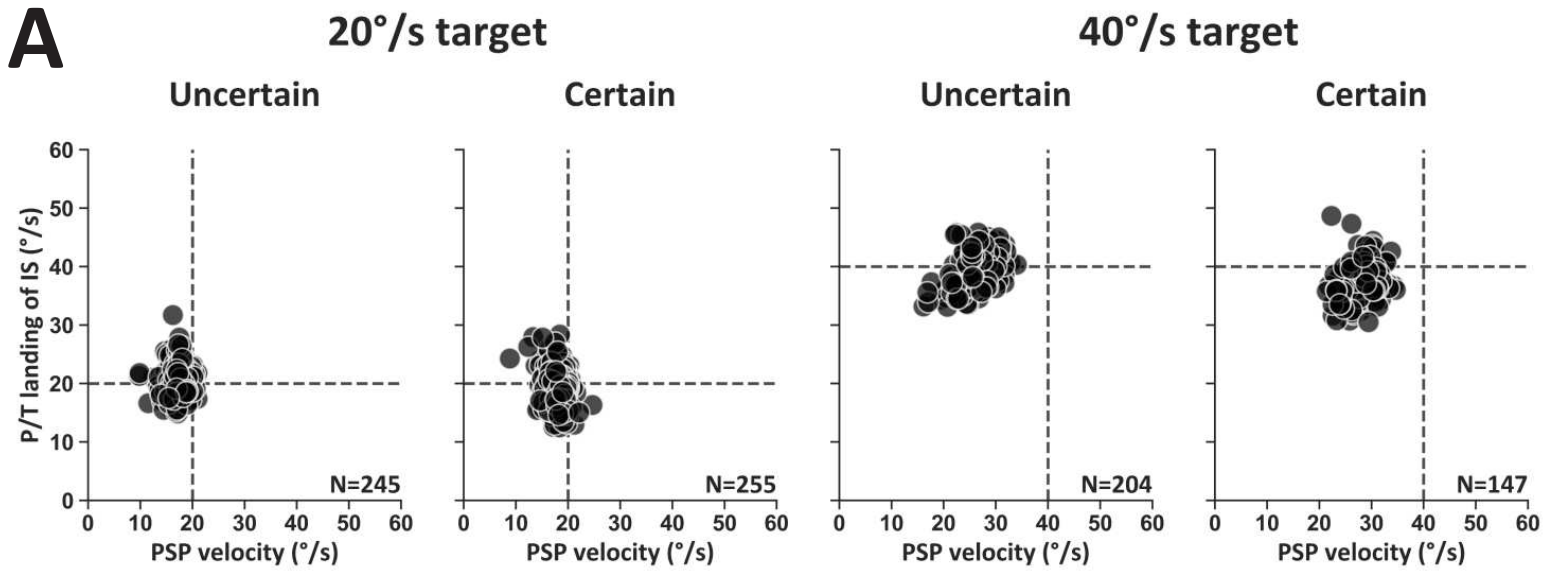 A
20°/s target
40°/s target
Uncertain
Certain
Uncertain
Certain
P/T landing of IS (°/s)
60
50
40
30
20
10
0
N=245
N=255
N=204
N=147
0 10 20 30 40 50 60
0 10 20 30 40 50 60
0 10 20 30 40 50 60
0 10 20 30 40 50 60
PSP velocity (°/s)
PSP velocity (°/s)
PSP velocity (°/s)
PSP velocity (°/s)